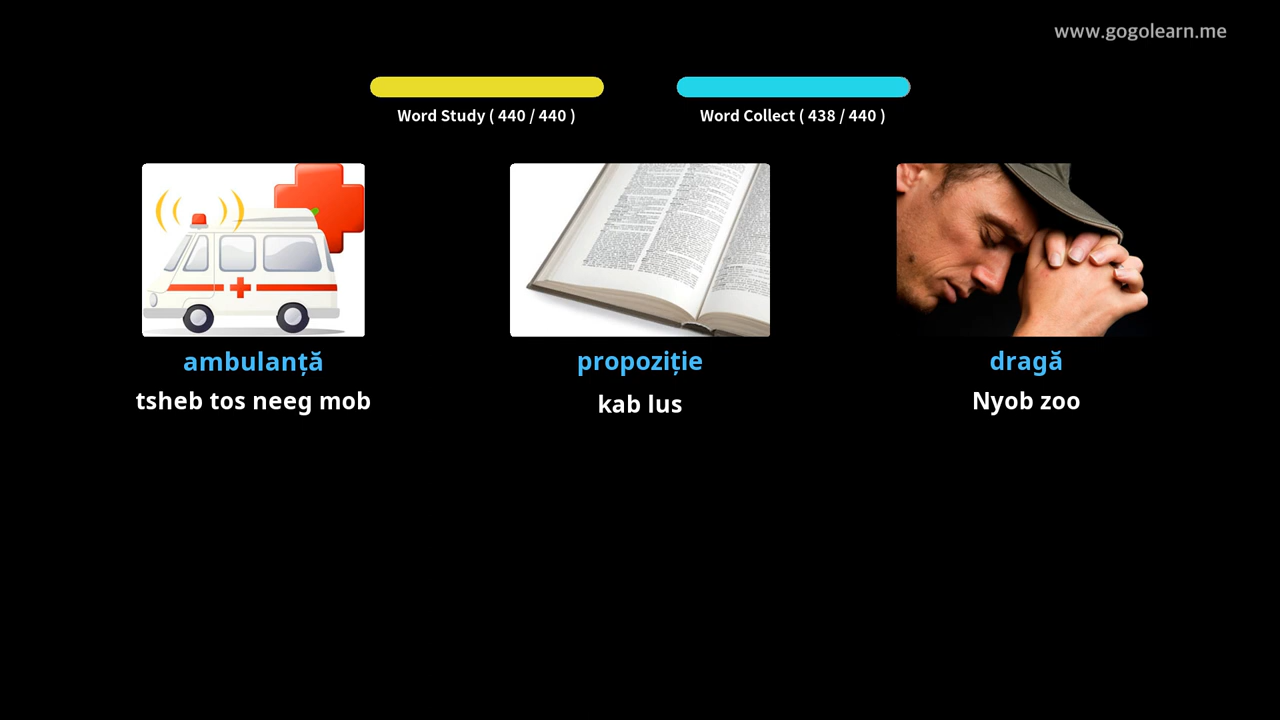 www.gogolearn.me
Word Study ( 440 / 440 )
Word Collect ( 438 / 440 )
ambulanță
propoziție
dragă
tsheb tos neeg mob
kab lus
Nyob zoo